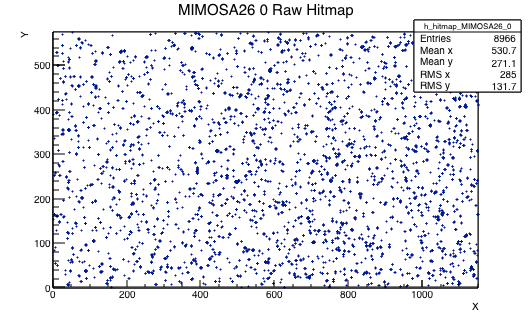 MIMOSA26 0 Raw Hitmap
h_hitmap_MIMOSA26_0
Entries 8966
Mean x 530.7
Mean y 271.1
RMS x 285
RMS y 131.7
Y
500
400
300
200
100
0
0 200 400 600 800 1000
X